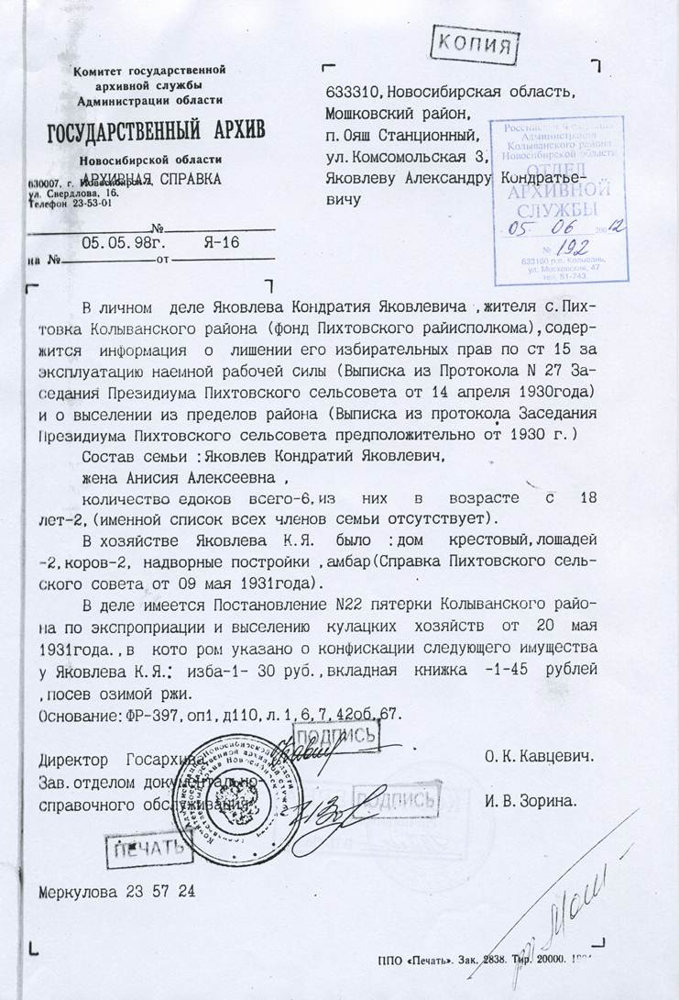 КОПИЯ
Комитет государственной
архивной службы
Администрации области
ГОСУДАРСТВЕННЫЙ АРХИВ
Новосибирской области
АРХИВНАЯ СПРАВКА
630007, г.
ул. Свердлова, 16.
Телефон 23-53-01
№
05.05.98г. Я-16
на № от
633310, Новосибирская область,
Мошковский район,
п.Ояш Станционный,
ул.Комсомольская 3,
Яковлеву Александру Кондратье-
вичу
Российская Федерация
Администрация
Колыванского района
Новосибирской области
ОТДЕЛ
АРХИВНОЙ
СЛУЖБЫ
05. 06 2012
№ 192
633160 р.п. Колывань,
ул. Московская, 47
тел. 51-743
В личном деле Яковлева Кондратия Яковлевича ,жителя с.Пих-
товка Колыванского района (фонд Пихтовского райисполкома),содер-
жится информация о лишении его избирательных прав по ст 15 за
эксплуатацию наемной рабочей силы (Выписка из Протокола N 27 За-
седания Президиума Пихтовского сельсовета от 14 апреля 1930года)
и о выселении из пределов района (Выписка из протокола Заседания
Президиума Пихтовского сельсовета предположительно от 1930 г.)
Состав семьи :Яковлев Кондратий Яковлевич,
жена Анисия Алексеевна ,
количество едоков всего-6,из них в возрасте с 18
лет-2,(именной список всех членов семьи отсутствует).
В хозяйстве Яковлева К.Я. было :дом крестовый,лошадей
-2,коров-2, надворные постройки ,амбар(Справка Пихтовского сель-
ского совета от 09 мая 1931года).
В деле имеется Постановление N22 пятерки Колыванского райо-
на по экспроприации и выселению кулацких хозяйств от 20 мая
1931года.,в кото ром указано о конфискации следующего имущества
у Яковлева К.Я.: изба-1- 30 руб.,вкладная книжка -1-45 рублей
,посев озимой ржи.
Основание:ФР-397,оп1,д110,л.1,6,7,42об,67.
ПОДПИСЬ
Директор Госархива О.К.Кавцевич.
Зав.отделом документально-
справочного обслуживания И.В.Зорина.
ПОДПИСЬ
ПЕЧАТЬ
Меркулова 23 57 24
ППО «Печать». Зак. 2838. Тир. 20000.